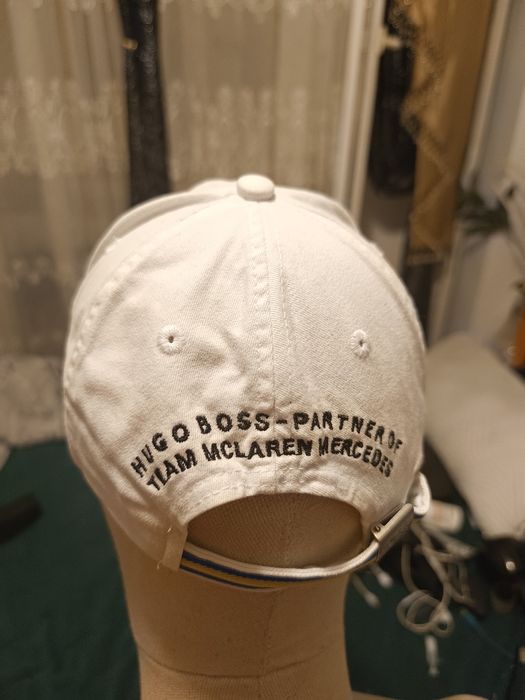 HUGO BOSS-PARTNER OF
TEAM MCLAREN MERCEDES